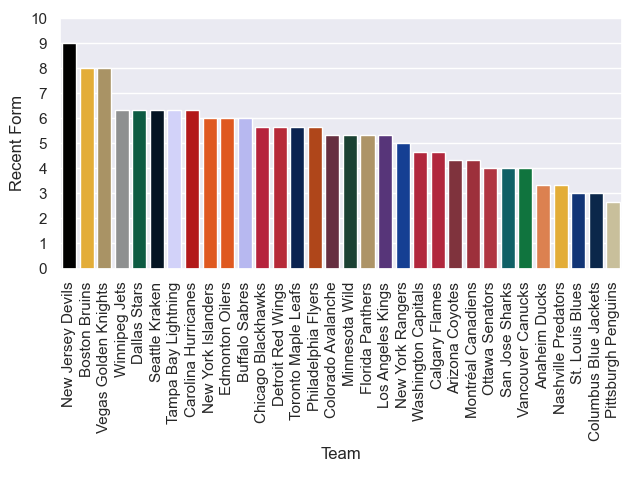 10
9
8
7
6
5
4
3
2
1
0
Recent Form
New Jersey Devils
Boston Bruins
Vegas Golden Knights
Winnipeg Jets
Dallas Stars
Seattle Kraken
Tampa Bay Lightning
Carolina Hurricanes
New York Islanders
Edmonton Oilers
Buffalo Sabres
Chicago Blackhawks
Detroit Red Wings
Toronto Maple Leafs
Philadelphia Flyers
Colorado Avalanche
Minnesota Wild
Florida Panthers
Los Angeles Kings
New York Rangers
Washington Capitals
Calgary Flames
Arizona Coyotes
Montréal Canadiens
Ottawa Senators
San Jose Sharks
Vancouver Canucks
Anaheim Ducks
Nashville Predators
St. Louis Blues
Columbus Blue Jackets
Pittsburgh Penguins
Team